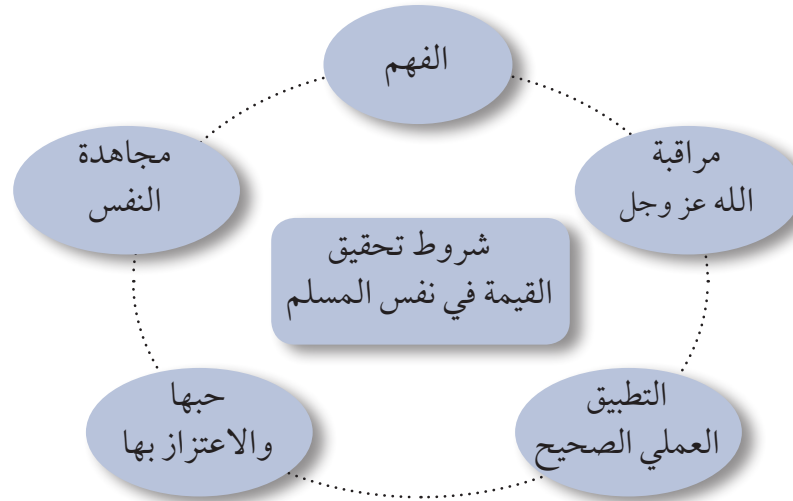 الفهم
مراقبة
الله عز وجل
مجاهدة
النفس
شروط تحقيق
القيمة في نفس المسلم
التطبيق
العملي الصحيح
حبها
والاعتزاز بها